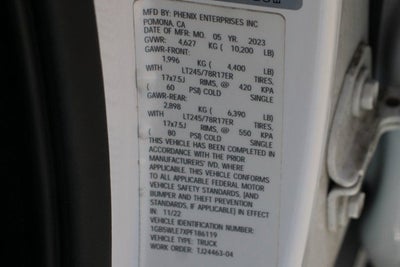 MFD BY: PHENIX ENTERPRISES INC
POMONA, CA
DATE OF MFR: MO. 05 YR. 2023
GVWR: 4,627 KG (10,200 LB)
GAWR-FRONT:
1,996 KG ( 4,400 LB)
WITH LT245/78R17ER TIRES,
17x7.5J RIMS, @ 420 KPA
( 60 PSI) COLD SINGLE
GAWR-REAR:
2,898 KG ( 6,390 LB)
WITH LT245/78R17ER TIRES,
17x7.5J RIMS, @ 550 KPA
( 80 PSI) COLD SINGLE
THIS VEHICLE HAS BEEN COMPLETED IN
ACCORDANCE WITH THE PRIOR
MANUFACTURERS' IVD, WHERE
APPLICABLE. THIS VEHICLE CONFORMS
TO ALL APPLICABLE FEDERAL MOTOR
VEHICLE SAFETY STANDARDS, [AND
BUMPER AND THEFT PREVENTION
STANDARDS, IF APPLICABLE] IN EFFECT
IN: 11/22
VEHICLE IDENTIFICATION NUMBER:
1GB5WLE7XPF186119
VEHICLE TYPE: TRUCK
WORK ORDER: TJ24463-04